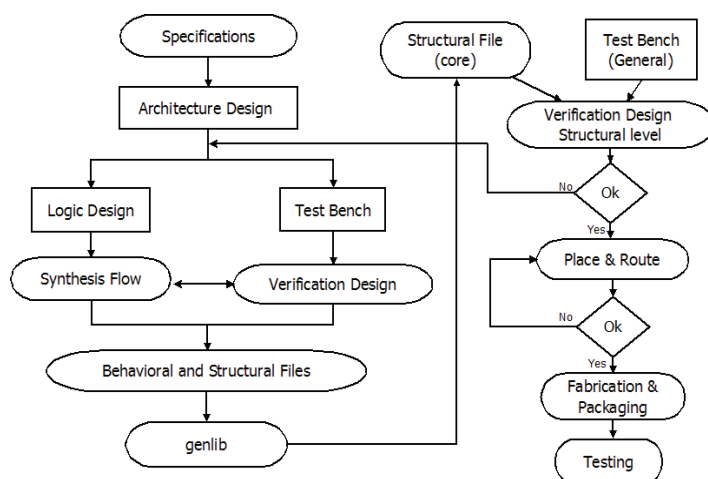 Specifications
Architecture Design
Logic Design
Test Bench
Synthesis Flow
Verification Design
Behavioral and Structural Files
genlib
Structural File
(core)
Test Bench
(General)
Verification Design
Structural level
No
Ok
Yes
Place & Route
No
Ok
Yes
Fabrication &
Packaging
Testing